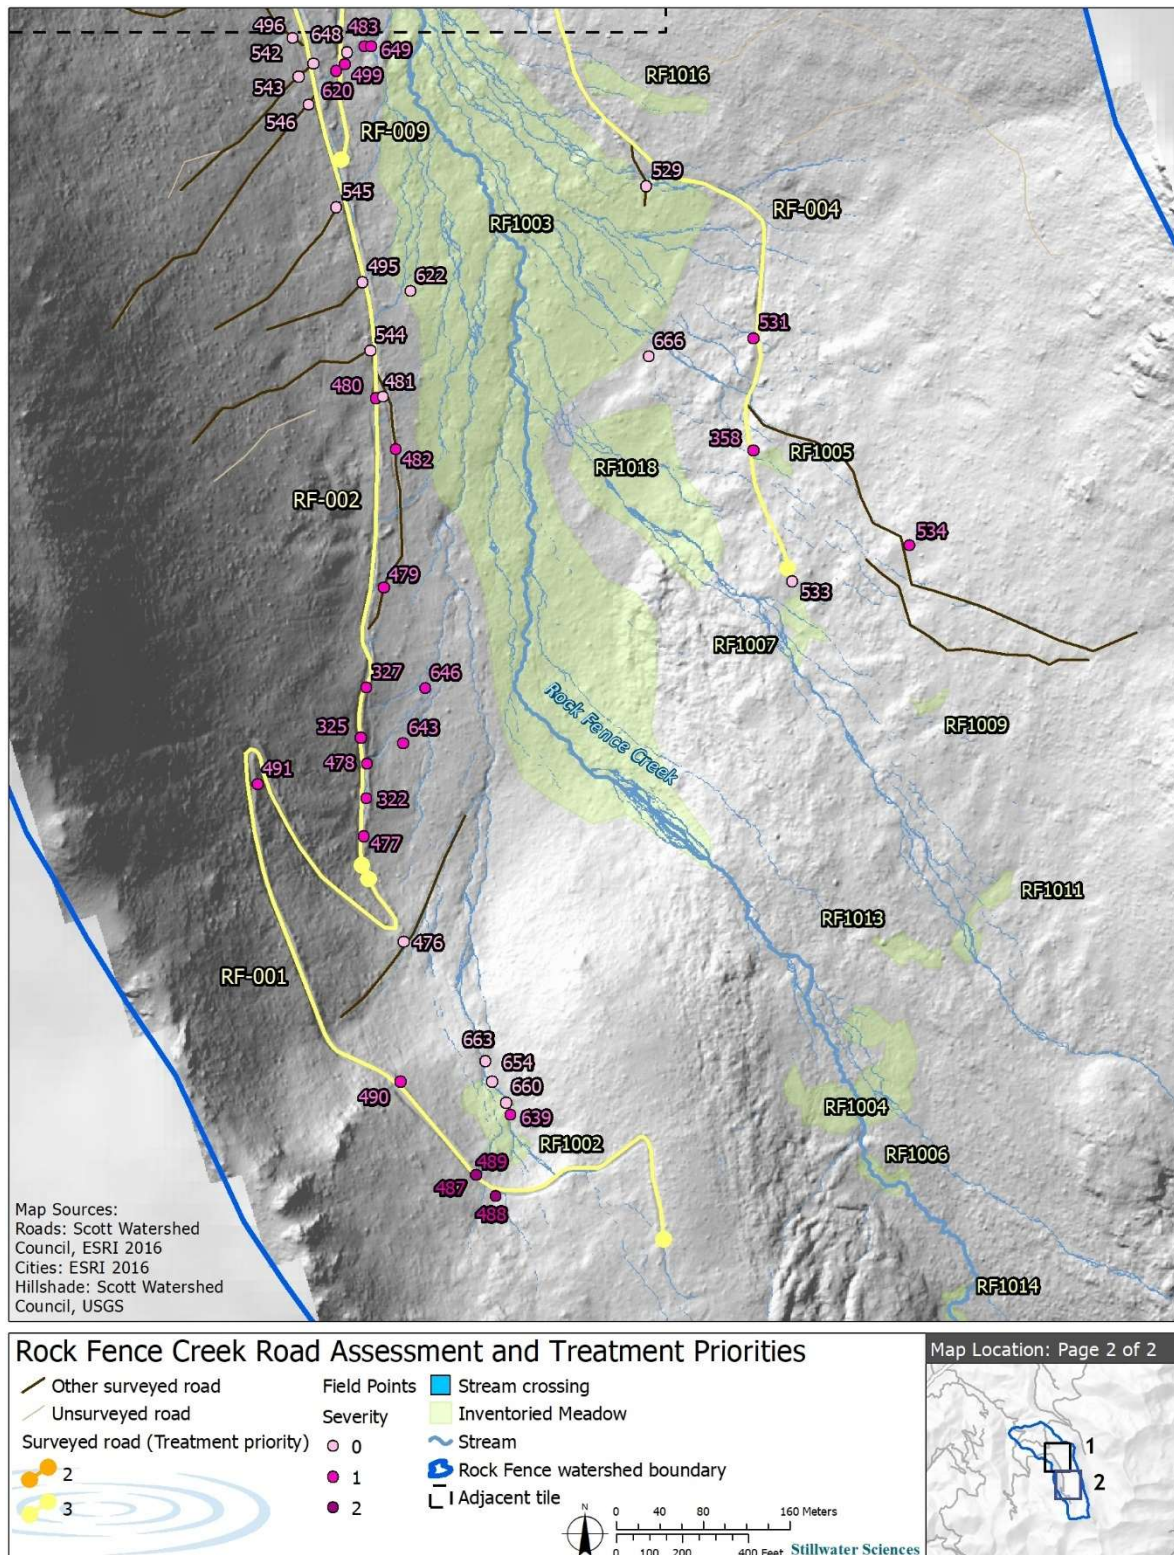 496
648
483
542
649
499
543
620
RF1016
546
RF-009
529
545
RF-004
RF1003
495
622
531
544
666
480
481
358
RF1005
482
RF1018
RF-002
534
479
533
RF1007
327
646
RF1009
Rock Fence Creek
325
643
478
491
322
477
RF1011
RF1013
476
RF-001
663
654
660
490
639
RF1004
RF1002
RF1006
489
487
488
RF1014
Map Sources:
Roads: Scott Watershed
Council, ESRI 2016
Cities: ESRI 2016
Hillshade: Scott Watershed
Council, USGS
Rock Fence Creek Road Assessment and Treatment Priorities
Other surveyed road
Unsurveyed road
Surveyed road (Treatment priority)
2
3
Field Points
Severity
0
1
2
Stream crossing
Inventoried Meadow
Stream
Rock Fence watershed boundary
Adjacent tile
N
0 40 80 160 Meters
0 100 200 400 Feet
Stillwater Sciences
Map Location: Page 2 of 2
1
2